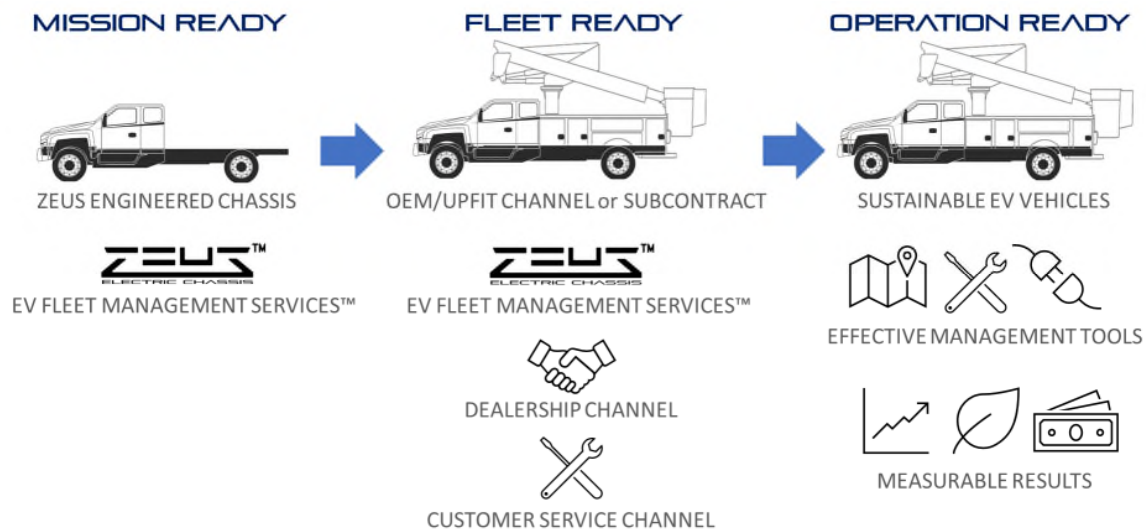 MISSION READY
FLEET READY
OPERATION READY
ZEUS ENGINEERED CHASSIS
OEM/UPFIT CHANNEL or SUBCONTRACT
SUSTAINABLE EV VEHICLES
ZEUS™
ELECTRIC CHASSIS
EV FLEET MANAGEMENT SERVICES™
ZEUS™
ELECTRIC CHASSIS
EV FLEET MANAGEMENT SERVICES™
EFFECTIVE MANAGEMENT TOOLS
DEALERSHIP CHANNEL
MEASURABLE RESULTS
CUSTOMER SERVICE CHANNEL